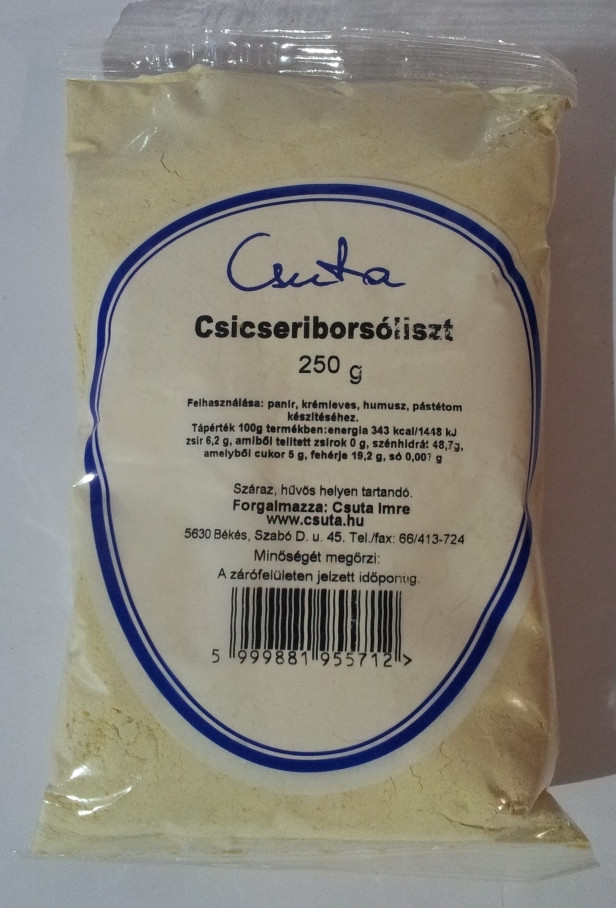 Csuta
Csicseriborsóliszt
250 g
Felhasználása: panír, krémleves, humusz, pástétom
készítéséhez.
Tápérték 100g termékben:energia 343 kcal/1448 kJ
zsír 6,2 g, amiből telített zsírok 0 g, szénhidrát 48,7g,
amelyből cukor 5 g, fehérje 19,2 g, só g
Száraz, hűvös helyen tartandó.
Forgalmazza: Csuta Imre
www.csuta.hu
5630 Békés, Szabó D. u. 45. Tel./fax: 66/413-724
Minőségét megőrzi:
A zárófelületen jelzett időpontig.
5 999881 955712 >